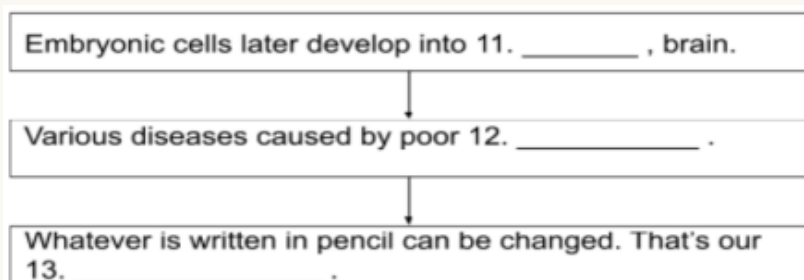 Embryonic cells later develop into 11. ________ , brain.
Various diseases caused by poor 12. ____________ .
Whatever is written in pencil can be changed. That's our
13.__________________ .